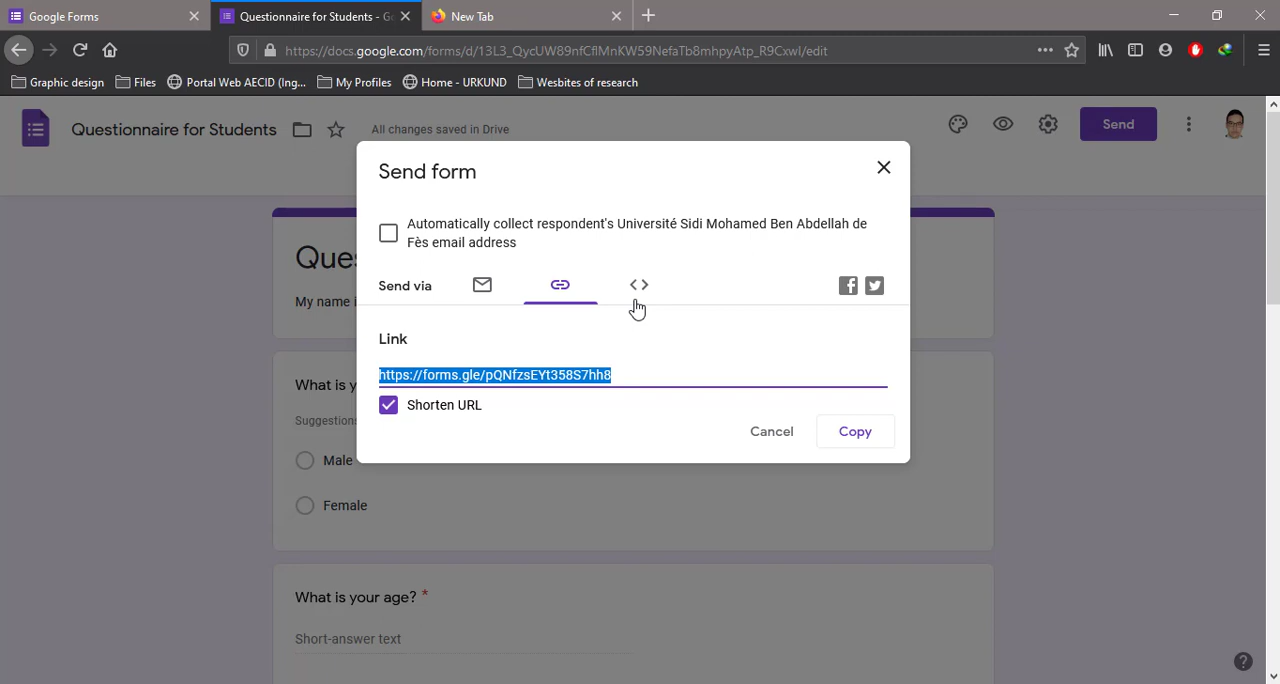 Google Forms
Questionnaire for Students - Go
New Tab
https://docs.google.com/forms/d/13L3_QycUW89nfCflMnKW59NefaTb8mhpyAtp_R9CxwI/edit
Graphic design
Files
Portal Web AECID (Ing...
My Profiles
Home - URKUND
Wesbites of research
Questionnaire for Students
All changes saved in Drive
Send
Send form
Automatically collect respondent's Université Sidi Mohamed Ben Abdellah de
Fès email address
Send via
Link
https://forms.gle/pQNfzsEYt358S7hh8
Shorten URL
Cancel
Copy
Que
My name i
What is y
Suggestions
Male
Female
What is your age? *
Short-answer text